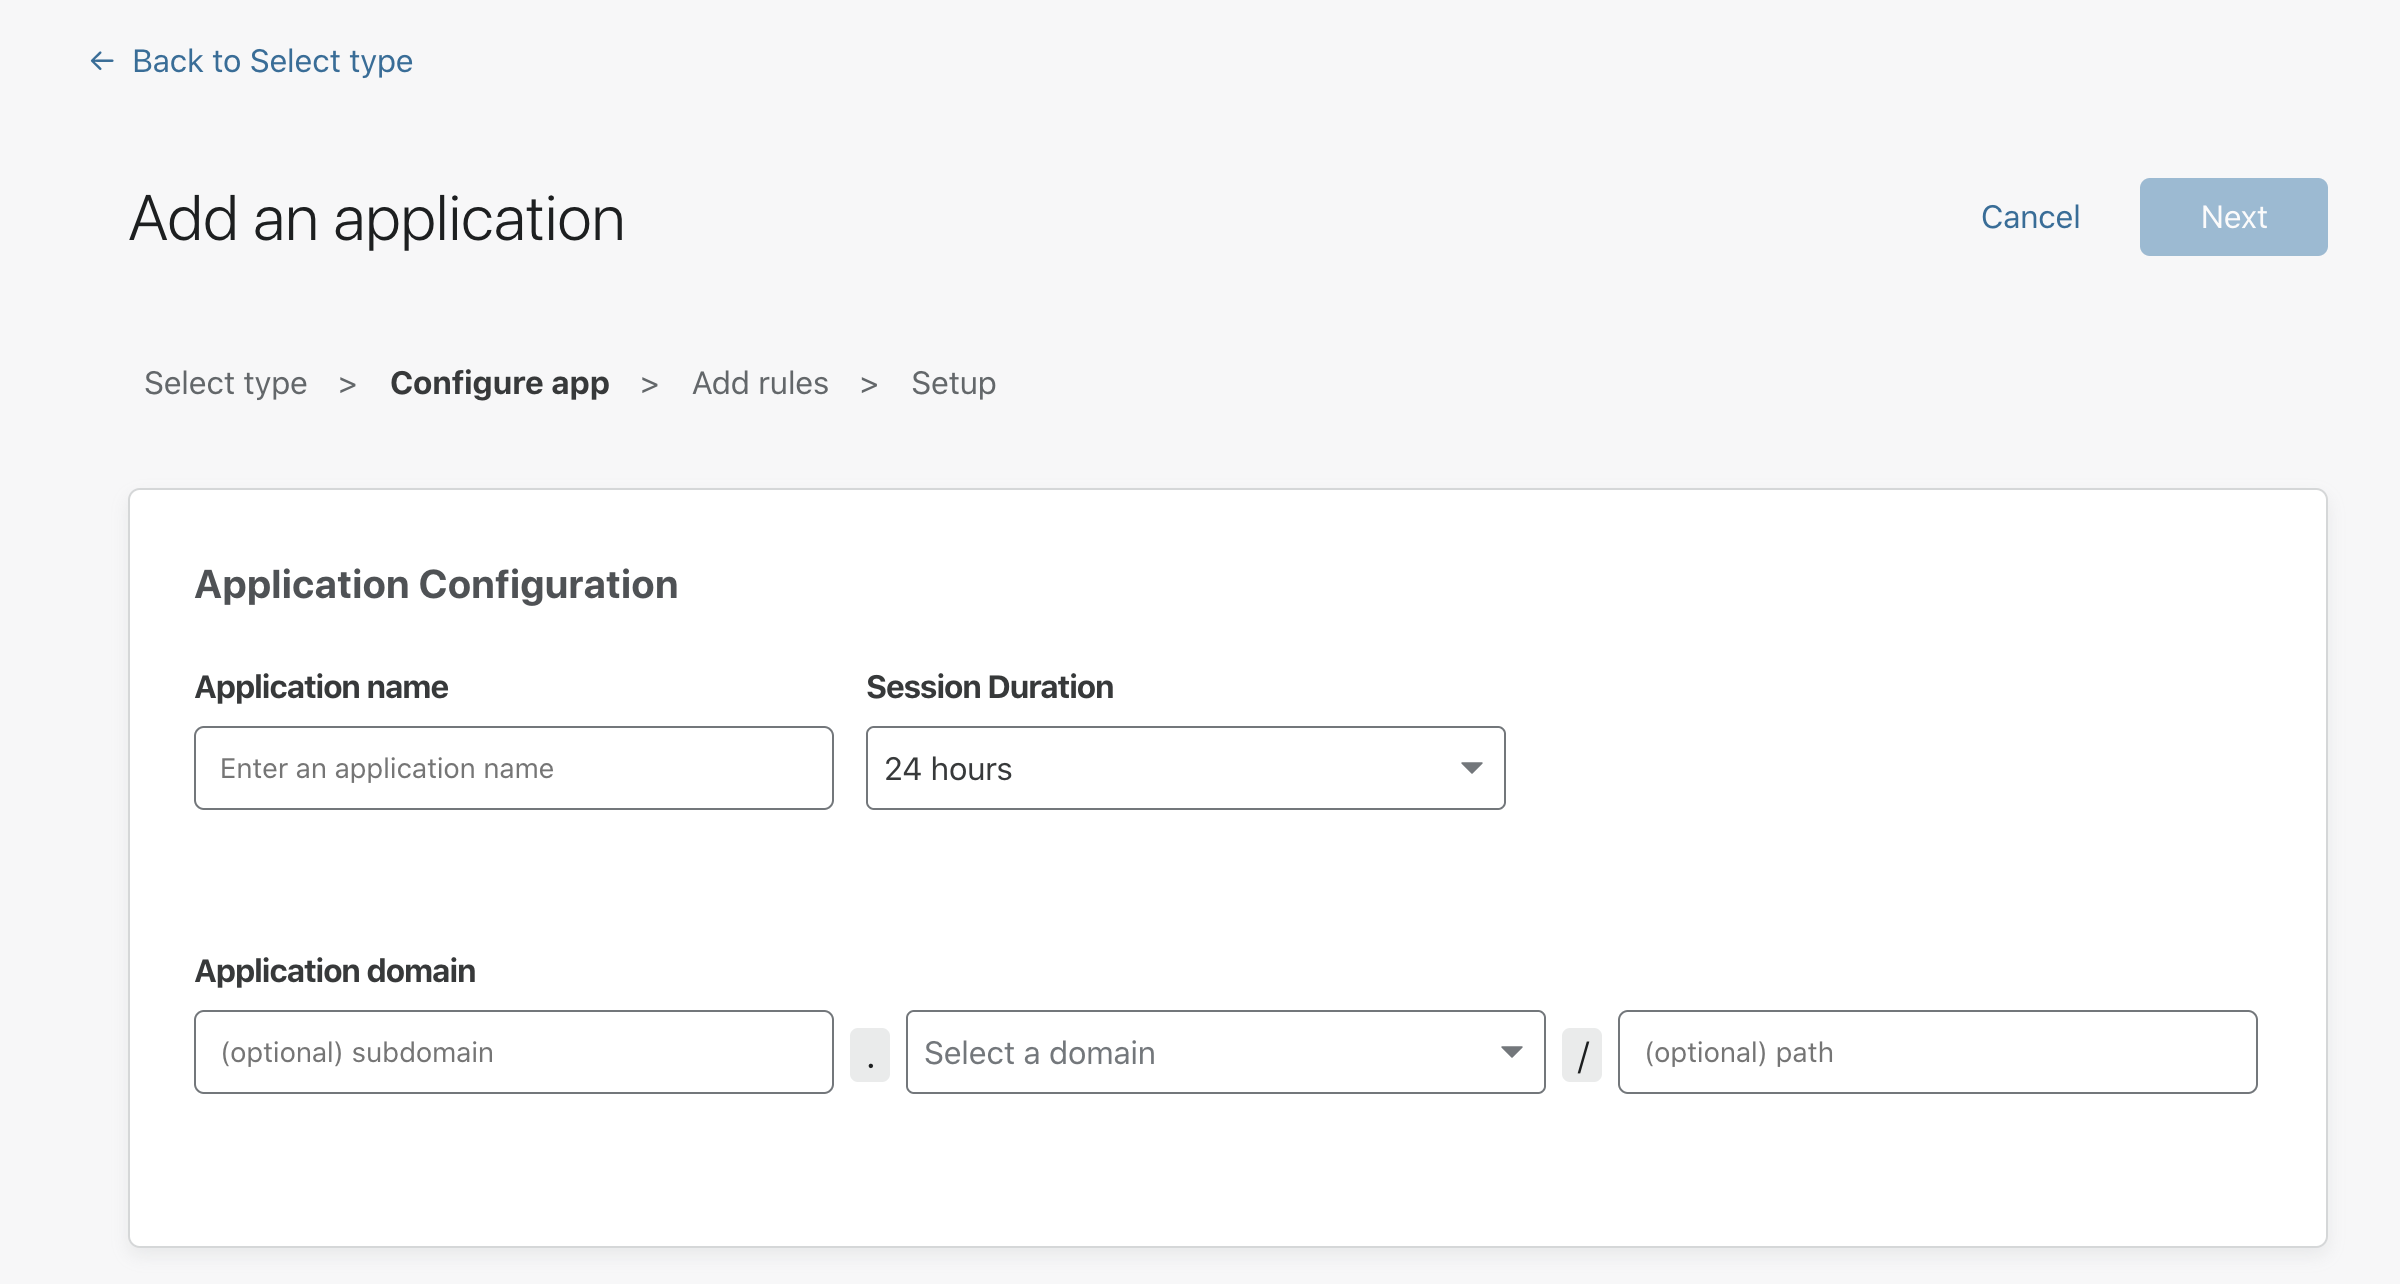 ← Back to Select type
Add an application
Cancel
Next
Select type > Configure app > Add rules > Setup
Application Configuration
Application name
Session Duration
Enter an application name
24 hours
Application domain
(optional) subdomain . Select a domain / (optional) path